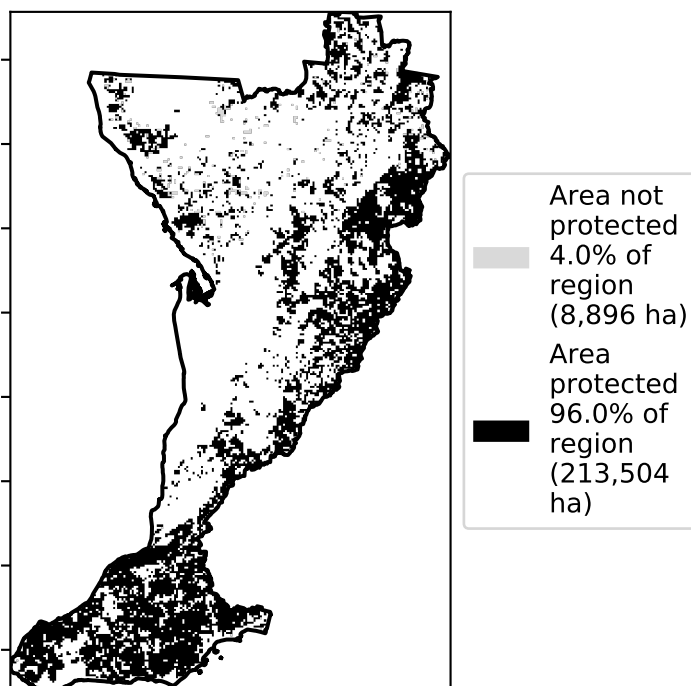 Area not
protected
4.0% of
region
(8,896 ha)
Area
protected
96.0% of
region
(213,504
ha)